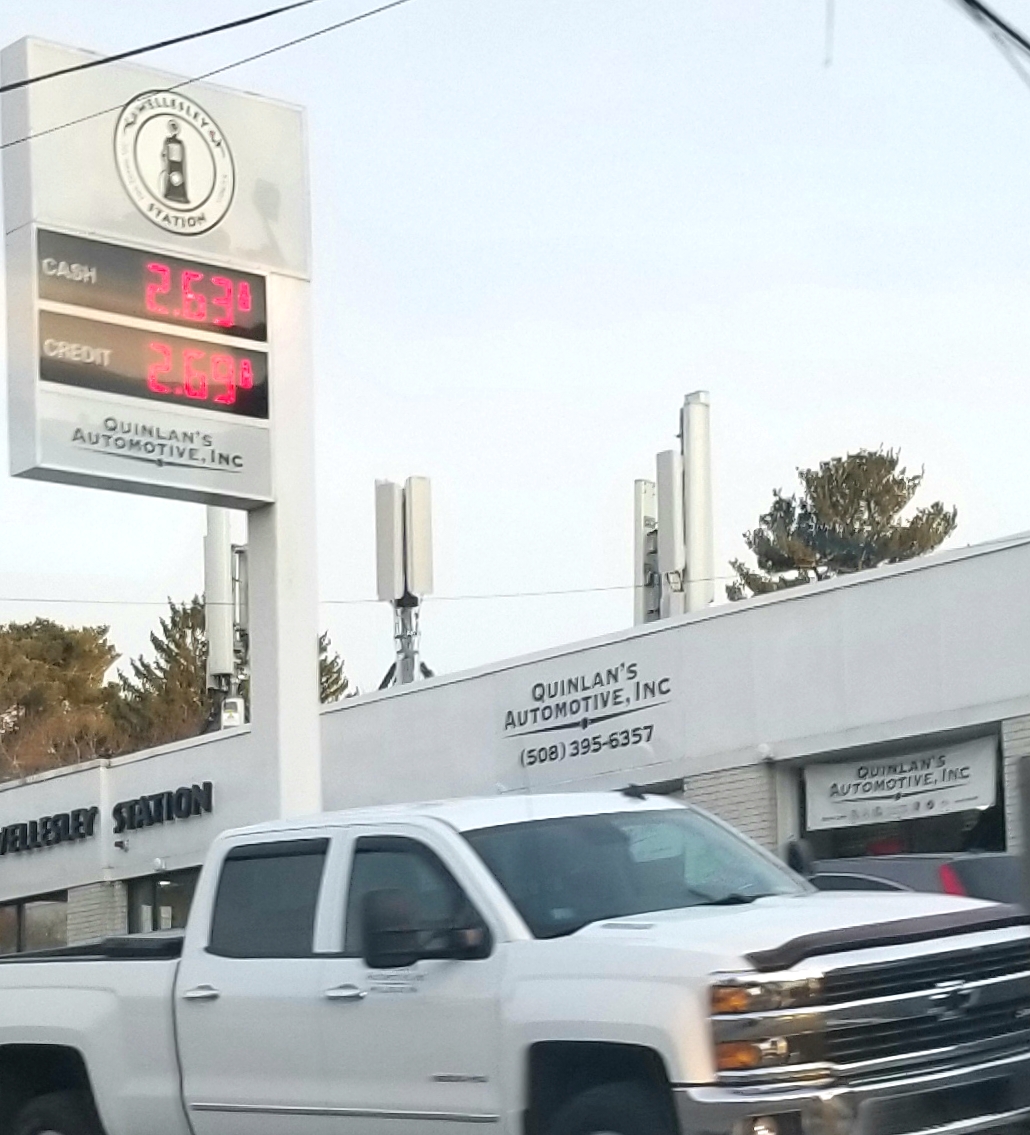 WELLESLEY
STATION
CASH 2.63
CREDIT 2.69
QUINLAN'S
AUTOMOTIVE, INC
QUINLAN'S
AUTOMOTIVE, INC
(508) 395-6357
QUINLAN'S
AUTOMOTIVE, INC
WELLESLEY STATION